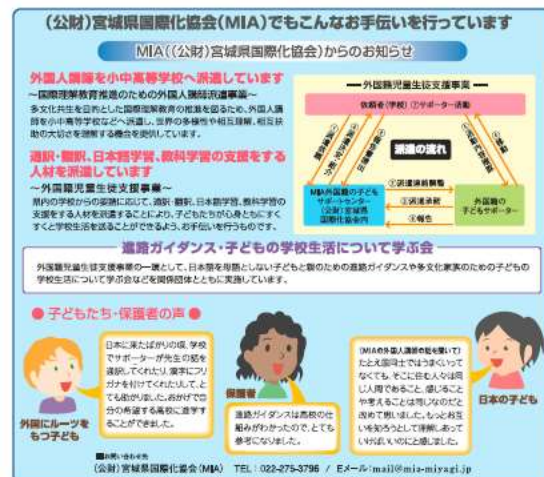 (公財)宮城県国際化協会(MIA)でもこんなお手伝いを行っています
MIA((公財)宮城県国際化協会)からのお知らせ
外国人講師を小中高等学校へ派遣しています
～国際理解教育推進のための外国人講師派遣事業～
多文化共生を目的とした国際理解教育の推進を図るため、外国人講
師を小中高等学校などへ派遣し、世界の多様性や相互理解、相互扶
助の大切さを理解する機会を提供しています。
通訳・翻訳、日本語学習、教科学習の支援をする
人材を派遣しています
～外国籍児童生徒支援事業～
県内の学校からの要請に応じて、通訳・翻訳、日本語学習、教科学習の
支援をする人材を派遣することにより、子どもたちが心身ともにすく
すくと学校生活を送ることができるよう、お手伝いを行うものです。
外国籍児童生徒支援事業
依頼者(学校)⑦サポーター活動
派遣の流れ
MIA外国籍の子ども
サポートセンター
(公財)宮城県
国際化協会内
外国籍の
子どもサポーター
進路ガイダンス・子どもの学校生活について学ぶ会
外国籍児童生徒支援事業の一環として、日本語を母語としない子どもと親のための進路ガイダンスや多文化家族のための子どもの
学校生活について学ぶ会などを関係団体とともに実施しています。
●子どもたち・保護者の声●
日本に来たばかりの頃、学校
でサポーターが先生の話を
通訳してくれたり、漢字にフリ
ガナを付けてくれたりして、と
ても助かりました。おかげで自
分の希望する高校に進学す
ることができました。
外国にルーツを
もつ子ども
保護者
進路ガイダンスは高校の仕
組みがわかったので、とても
参考になりました。
(MIAの外国人講師の話を聞いて)
たとえ国同士ではうまくいって
なくても、そこに住む人々は同
じ人間であること、感じること
や考えることは同じなのだと
改めて思いました。もっとお互
いを知ろうとして理解しあって
いけばいいのにと感じました。
日本の子ども
■お問い合わせ先
(公財)宮城県国際化協会(MIA) TEL:022-275-3796 / Eメール:mail@mia-miyagi.jp